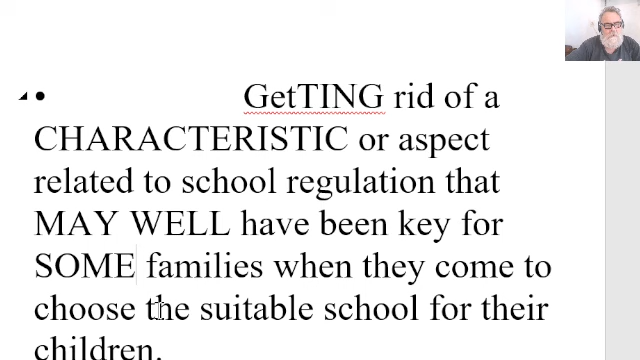 • GetTING rid of a
CHARACTERISTIC or aspect
related to school regulation that
MAY WELL have been key for
SOME families when they come to
choose the suitable school for their
children.